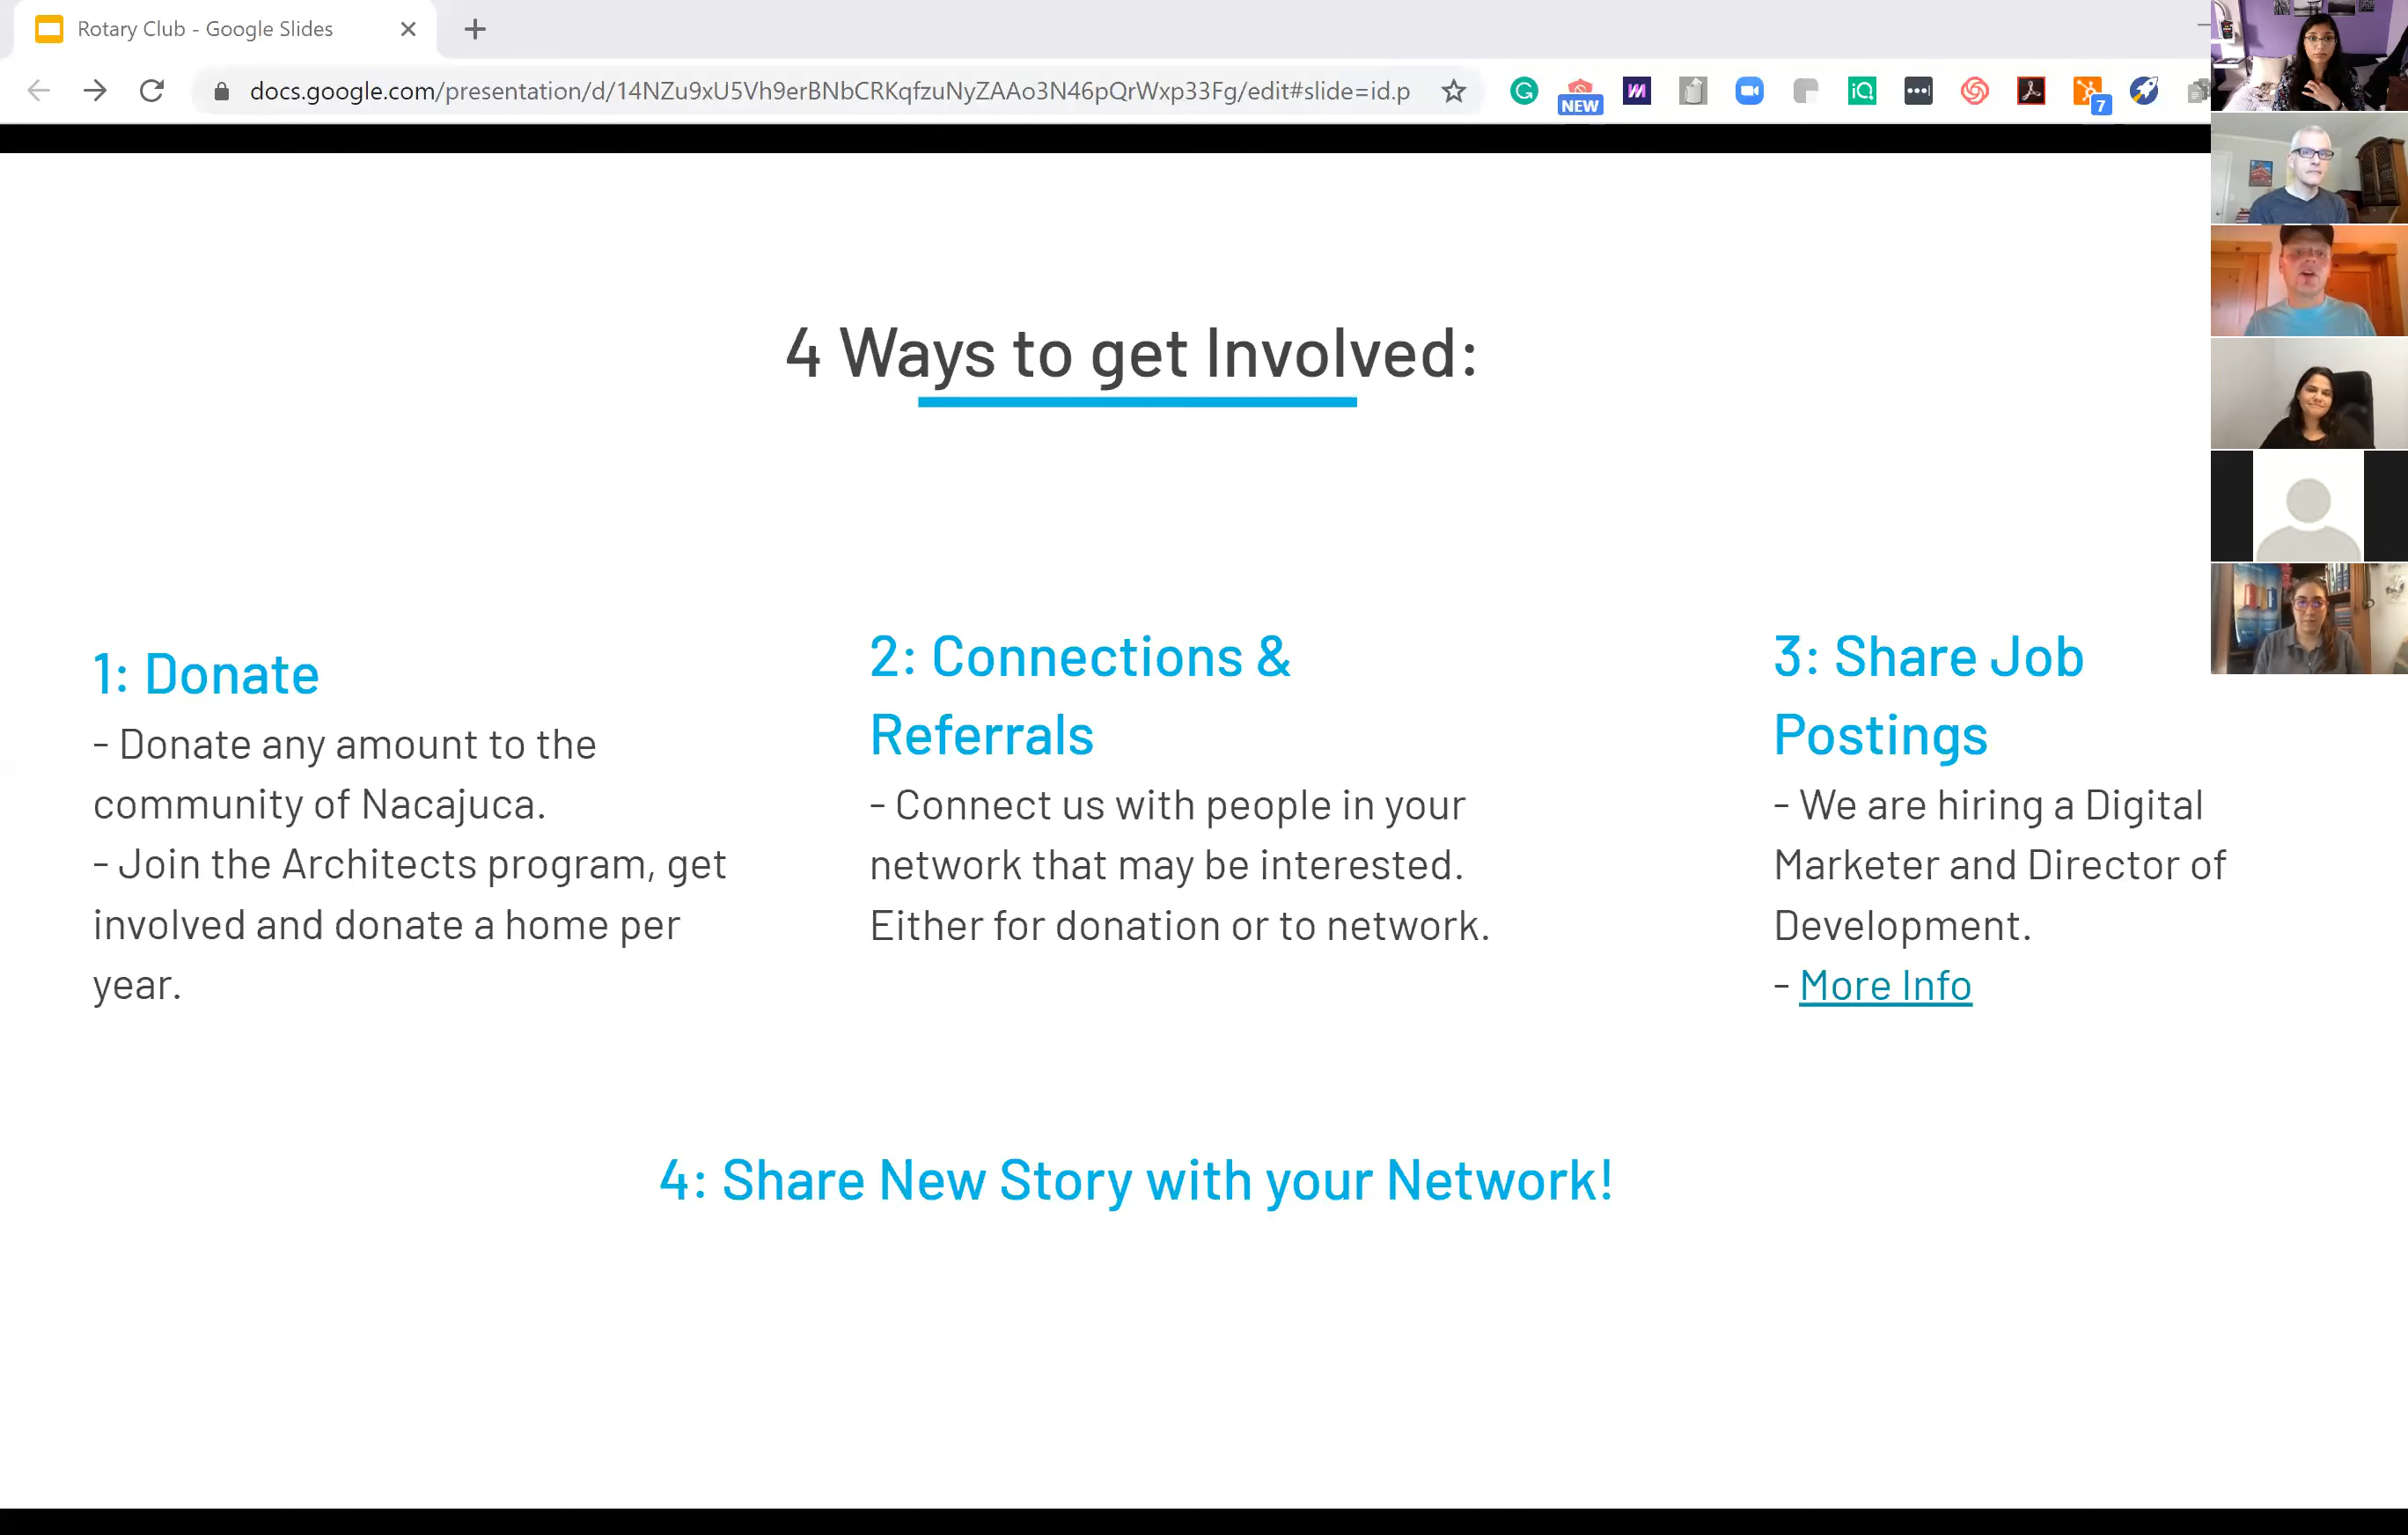 Rotary Club - Google Slides
docs.google.com/presentation/d/14NZu9xU5Vh9erBNbCRKqfzuNyZAAo3N46pQrWxp33Fg/edit#slide=id.p
NEW
iQ
7
4 Ways to get Involved:
1: Donate
- Donate any amount to the
community of Nacajuca.
- Join the Architects program, get
involved and donate a home per
year.
2: Connections &
Referrals
- Connect us with people in your
network that may be interested.
Either for donation or to network.
3: Share Job
Postings
- We are hiring a Digital
Marketer and Director of
Development.
- More Info
4: Share New Story with your Network!